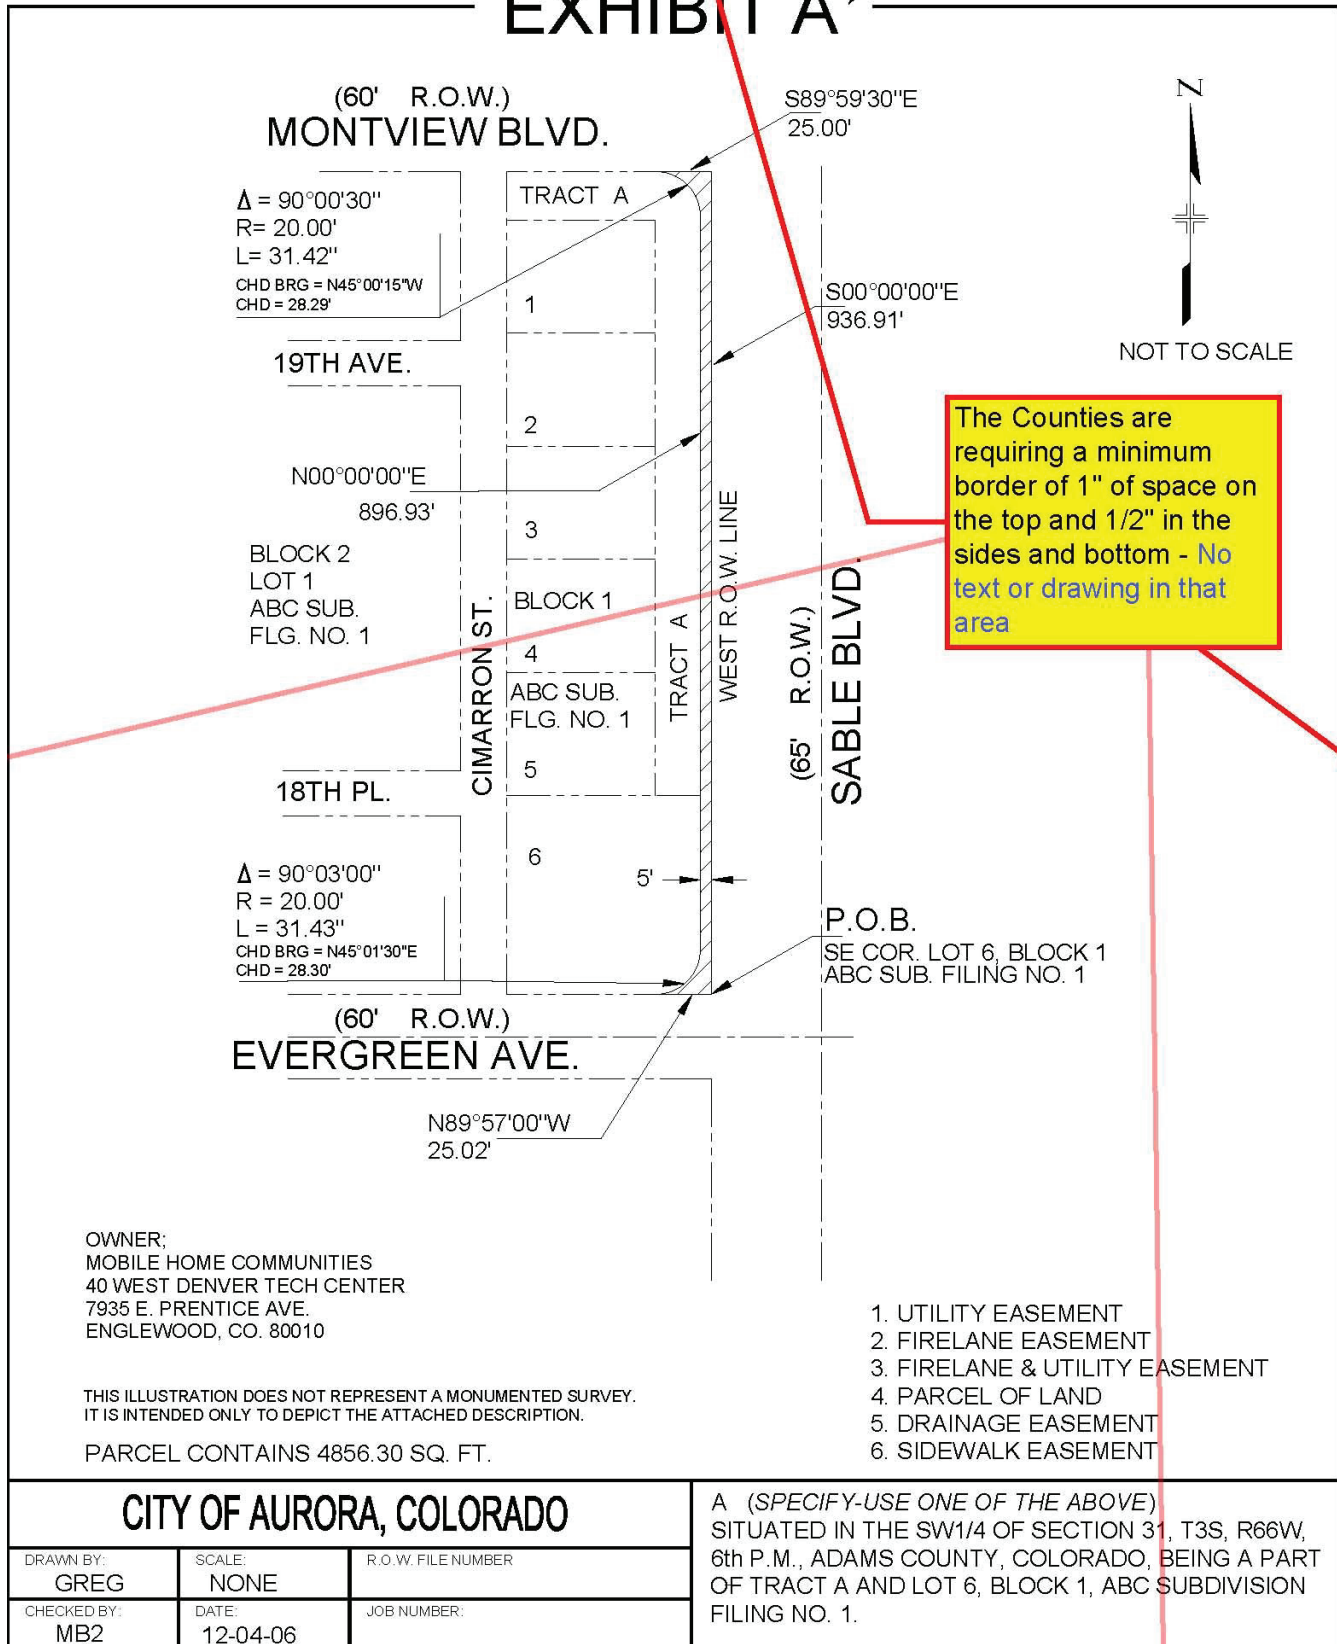 EXHIBIT A'
(60' R.O.W.)
MONTVIEW BLVD.
S89°59'30"E
25.00'
N
NOT TO SCALE
Δ = 90°00'30"
R= 20.00'
L= 31.42"
CHD BRG = N45°00'15"W
CHD = 28.29'
TRACT A
1
S00°00'00"E
936.91'
19TH AVE.
2
N00°00'00"E
896.93'
3
The Counties are
requiring a minimum
border of 1" of space on
the top and 1/2" in the
sides and bottom - No
text or drawing in that
area
BLOCK 2
LOT 1
ABC SUB.
FLG. NO. 1
CIMARRON ST.
BLOCK 1
4
ABC SUB.
FLG. NO. 1
TRACT A
WEST R.O.W. LINE
(65' R.O.W.)
SABLE BLVD.
5
18TH PL.
6
5'
Δ = 90°03'00"
R = 20.00'
L = 31.43"
CHD BRG = N45°01'30"E
CHD = 28.30'
P.O.B.
SE COR. LOT 6, BLOCK 1
ABC SUB. FILING NO. 1
(60' R.O.W.)
EVERGREEN AVE.
N89°57'00"W
25.02'
OWNER;
MOBILE HOME COMMUNITIES
40 WEST DENVER TECH CENTER
7935 E. PRENTICE AVE.
ENGLEWOOD, CO. 80010
THIS ILLUSTRATION DOES NOT REPRESENT A MONUMENTED SURVEY.
IT IS INTENDED ONLY TO DEPICT THE ATTACHED DESCRIPTION.
PARCEL CONTAINS 4856.30 SQ. FT.
1. UTILITY EASEMENT
2. FIRELANE EASEMENT
3. FIRELANE & UTILITY EASEMENT
4. PARCEL OF LAND
5. DRAINAGE EASEMENT
6. SIDEWALK EASEMENT
CITY OF AURORA, COLORADO
DRAWN BY:
GREG
SCALE:
NONE
R.O.W. FILE NUMBER
CHECKED BY:
MB2
DATE:
12-04-06
JOB NUMBER:
A (SPECIFY-USE ONE OF THE ABOVE)
SITUATED IN THE SW1/4 OF SECTION 31, T3S, R66W,
6th P.M., ADAMS COUNTY, COLORADO, BEING A PART
OF TRACT A AND LOT 6, BLOCK 1, ABC SUBDIVISION
FILING NO. 1.